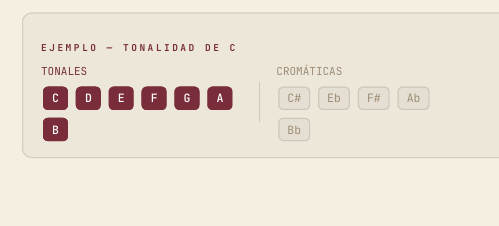 EJEMPLO — TONALIDAD DE C
TONALES
C D E F G A
B
CROMÁTICAS
C# Eb F# Ab
Bb